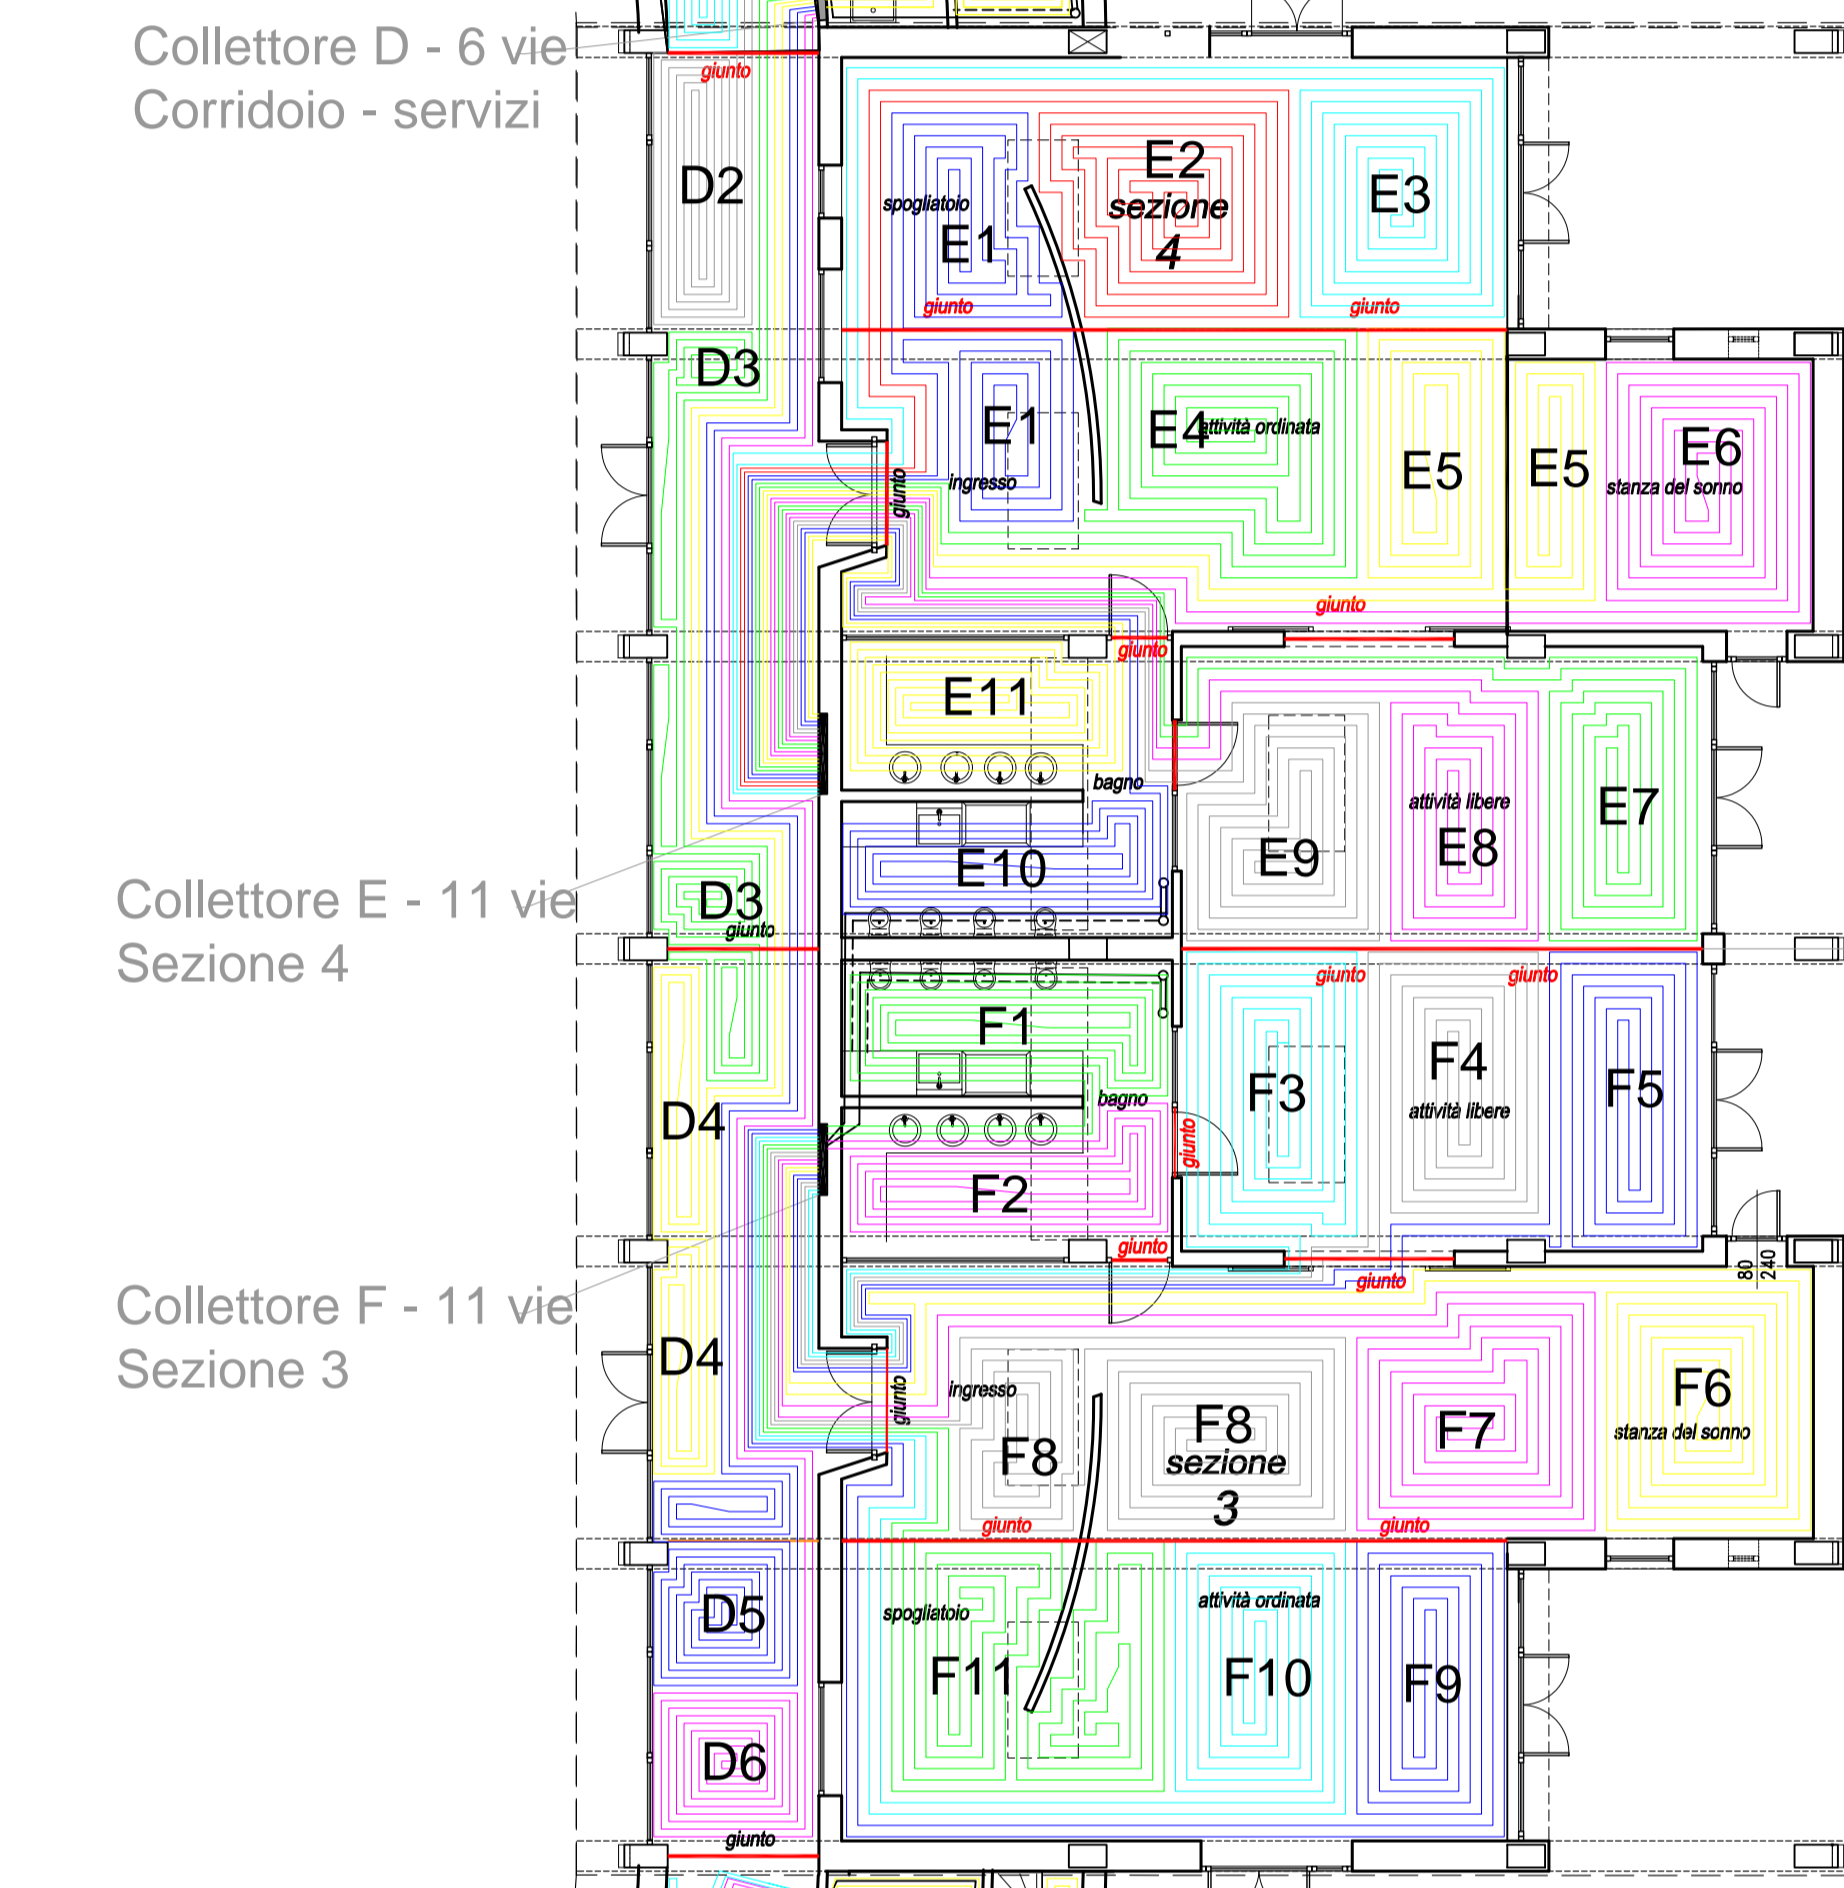 Collettore D - 6 vie
Corridoio - servizi
giunto
D2
E2
E3
sezione
4
spogliatoio
E1
giunto
giunto
D3
E1
E4
attività ordinata
E5
E5
E6
stanza del sonno
ingresso
giunto
giunto
giunto
E11
bagno
attività libere
E7
E8
E9
E10
Collettore E - 11 vie
Sezione 4
D3
giunto
giunto
giunto
F1
F3
F4
attività libere
F5
bagno
D4
giunto
F2
giunto
80
240
giunto
Collettore F - 11 vie
Sezione 3
D4
ingresso
giunto
F8
F8
sezione
3
F7
F6
stanza del sonno
giunto
giunto
D5
spogliatoio
attività ordinata
F11
F10
F9
D6
giunto